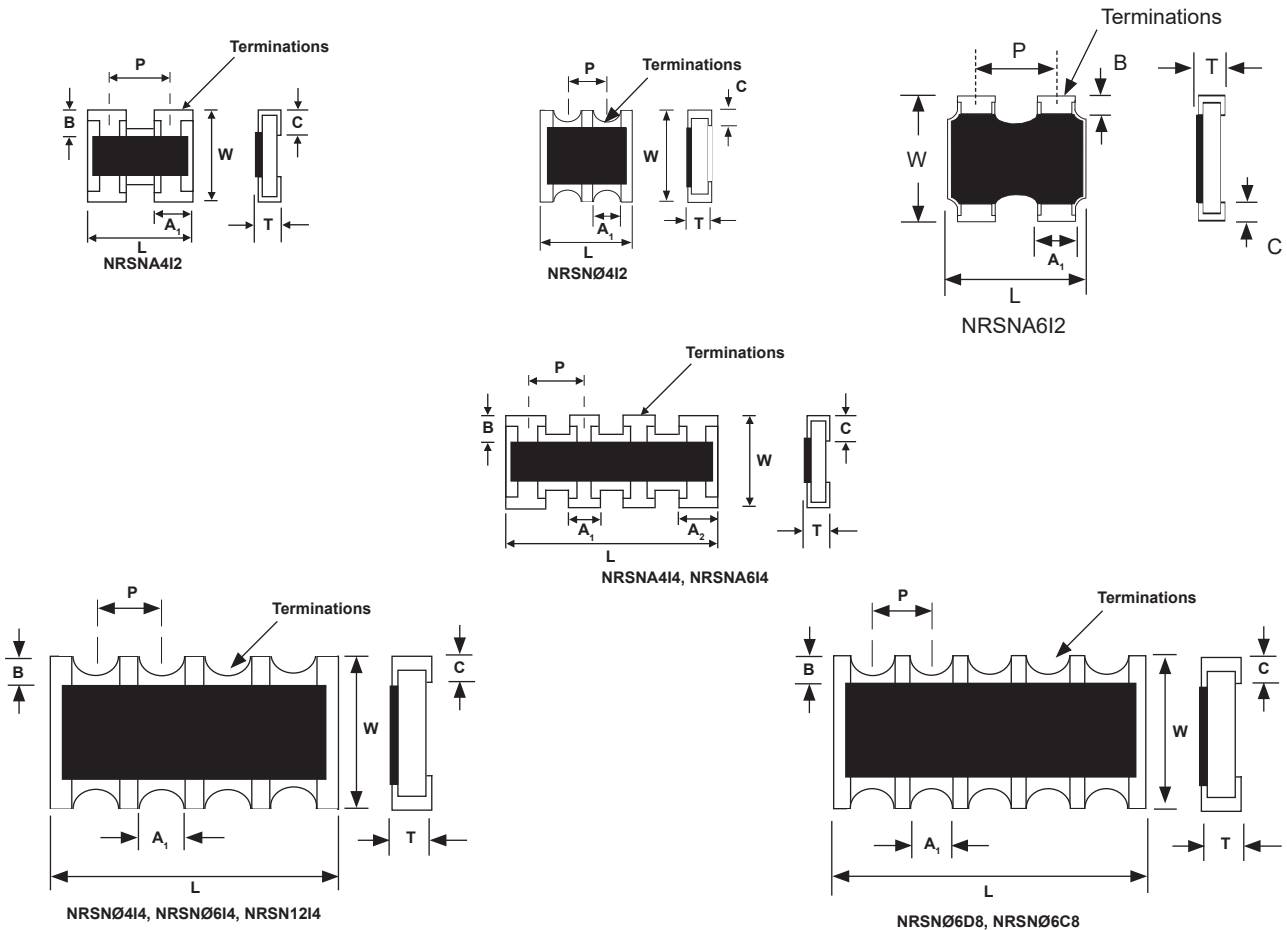 Terminations
P
B
C
W
A₁
T
L
NRSNA4I2
Terminations
P
C
W
A₁
T
L
NRSNØ4I2
Terminations
P
B
T
W
A₁
C
L
NRSNA6I2
Terminations
P
B
C
W
A₁
A₂
T
L
NRSNA4I4, NRSNA6I4
P
Terminations
B
C
W
A₁
T
L
NRSNØ4I4, NRSNØ6I4, NRSN12I4
P
Terminations
B
C
W
A₁
T
L
NRSNØ6D8, NRSNØ6C8